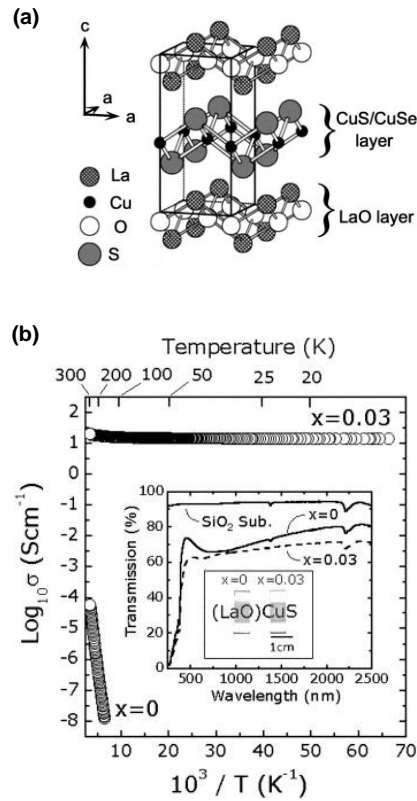 (a)
c
a
a
La
Cu
O
S
CuS/CuSe
layer
LaO layer
(b)
Temperature (K)
300 200 100 50 25 20
x=0.03
2
1
0
-1
-2
-3
-4
-5
-6
-7
-8
Log10 σ (Scm-1)
x=0
100
80
60
40
20
0
Transmission (%)
SiO2 Sub.
x=0
x=0.03
x=0 x=0.03
(LaO)CuS
1cm
500 1000 1500 2000 2500
Wavelength (nm)
10 20 30 40 50 60 70
10^3 / T (K-1)